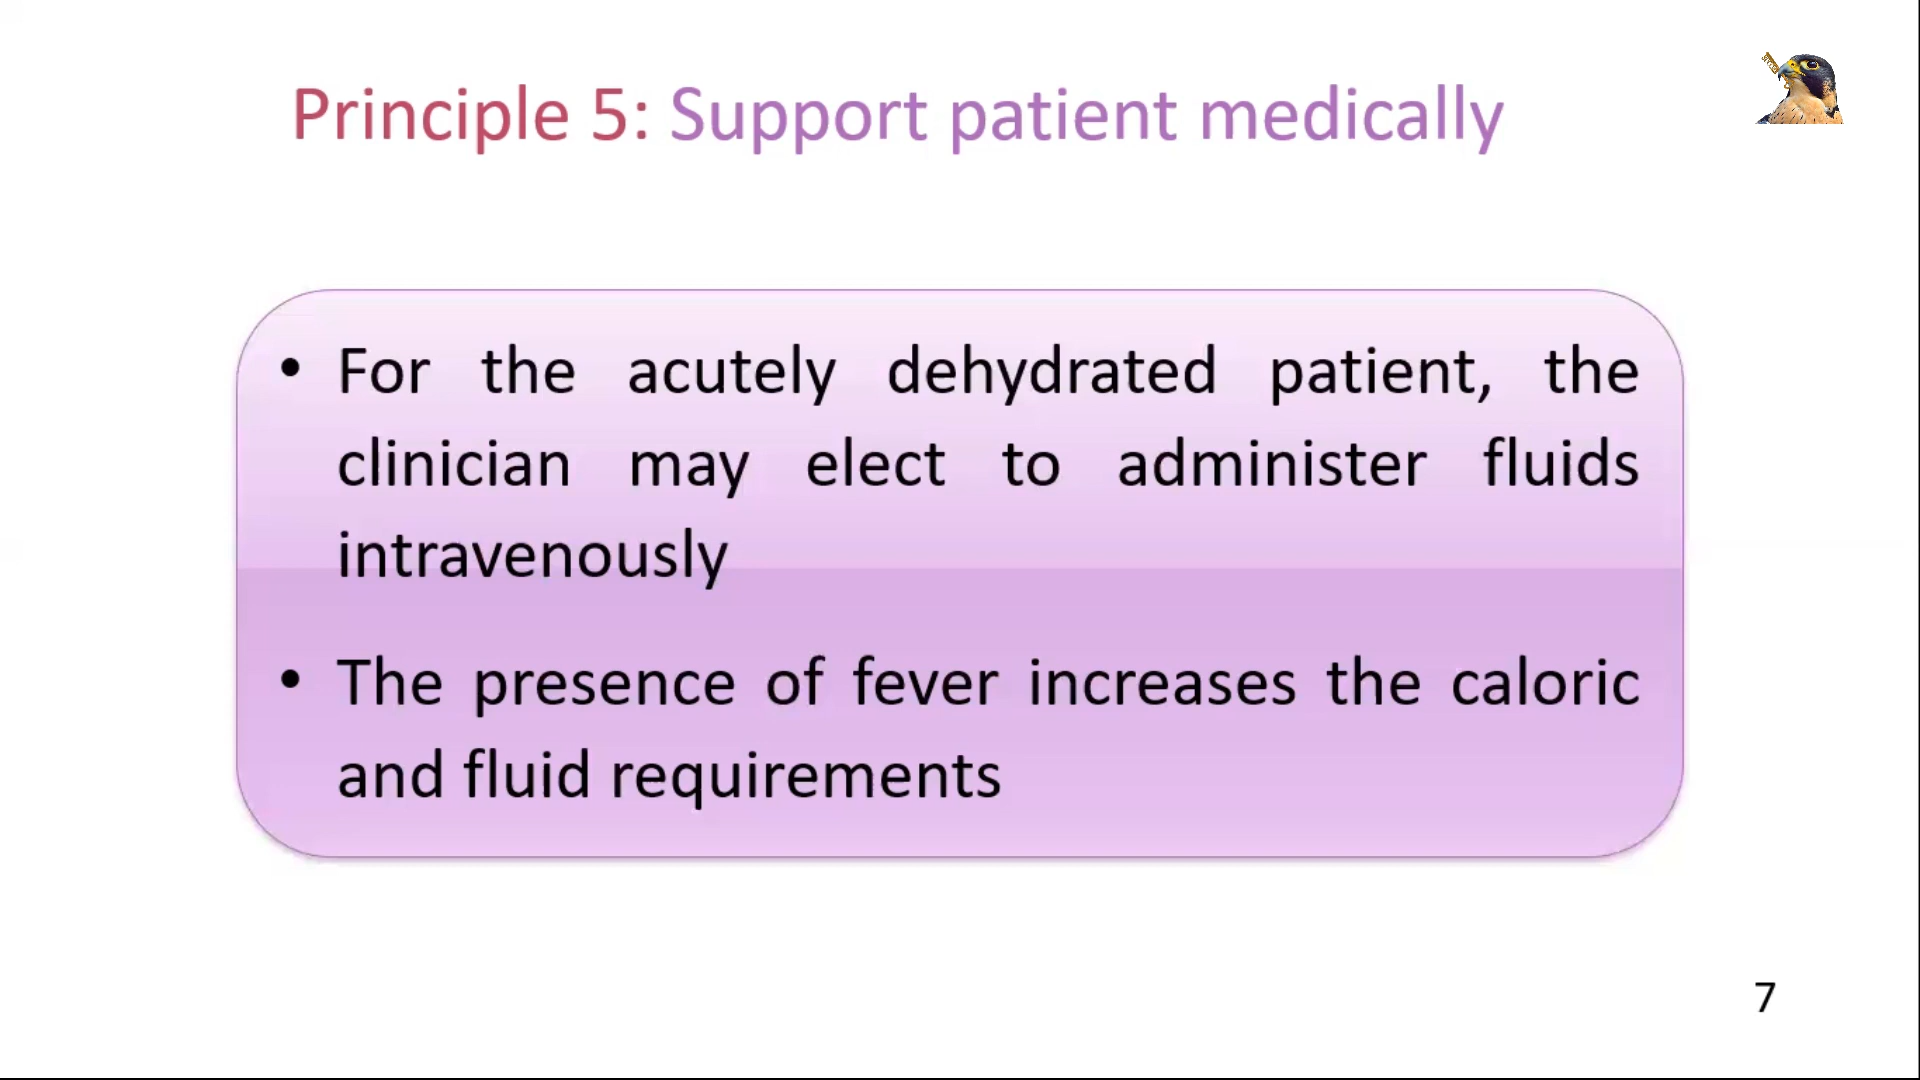 Principle 5: Support patient medically
• For the acutely dehydrated patient, the
clinician may elect to administer fluids
intravenously
• The presence of fever increases the caloric
and fluid requirements
7